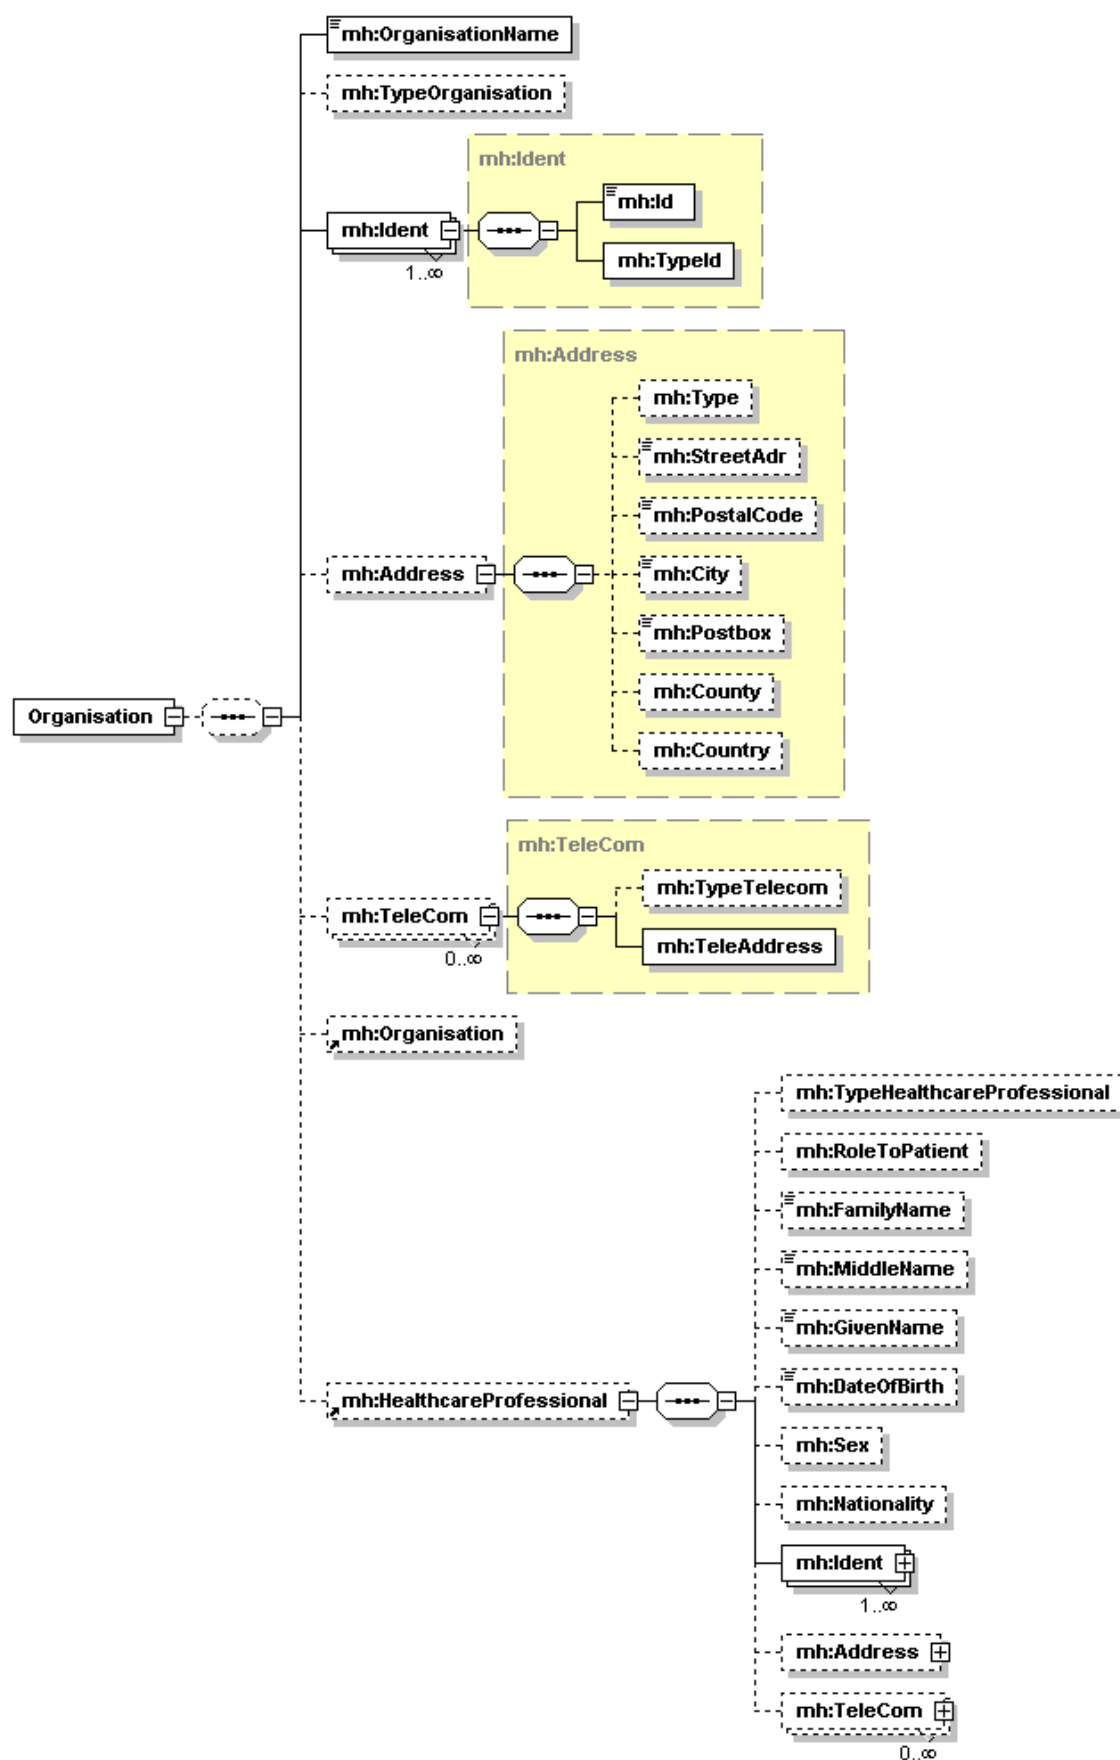 mh:OrganisationName
mh:TypeOrganisation
mh:Ident
mh:Id
mh:Ident
mh:TypeId
1..∞
mh:Address
mh:Type
mh:StreetAdr
mh:PostalCode
mh:Address
mh:City
mh:Postbox
mh:County
Organisation
mh:Country
mh:TeleCom
mh:TypeTelecom
mh:TeleCom
mh:TeleAddress
0..∞
mh:Organisation
mh:TypeHealthcareProfessional
mh:RoleToPatient
mh:FamilyName
mh:MiddleName
mh:GivenName
mh:DateOfBirth
mh:HealthcareProfessional
mh:Sex
mh:Nationality
mh:Ident
1..∞
mh:Address
mh:TeleCom
0..∞